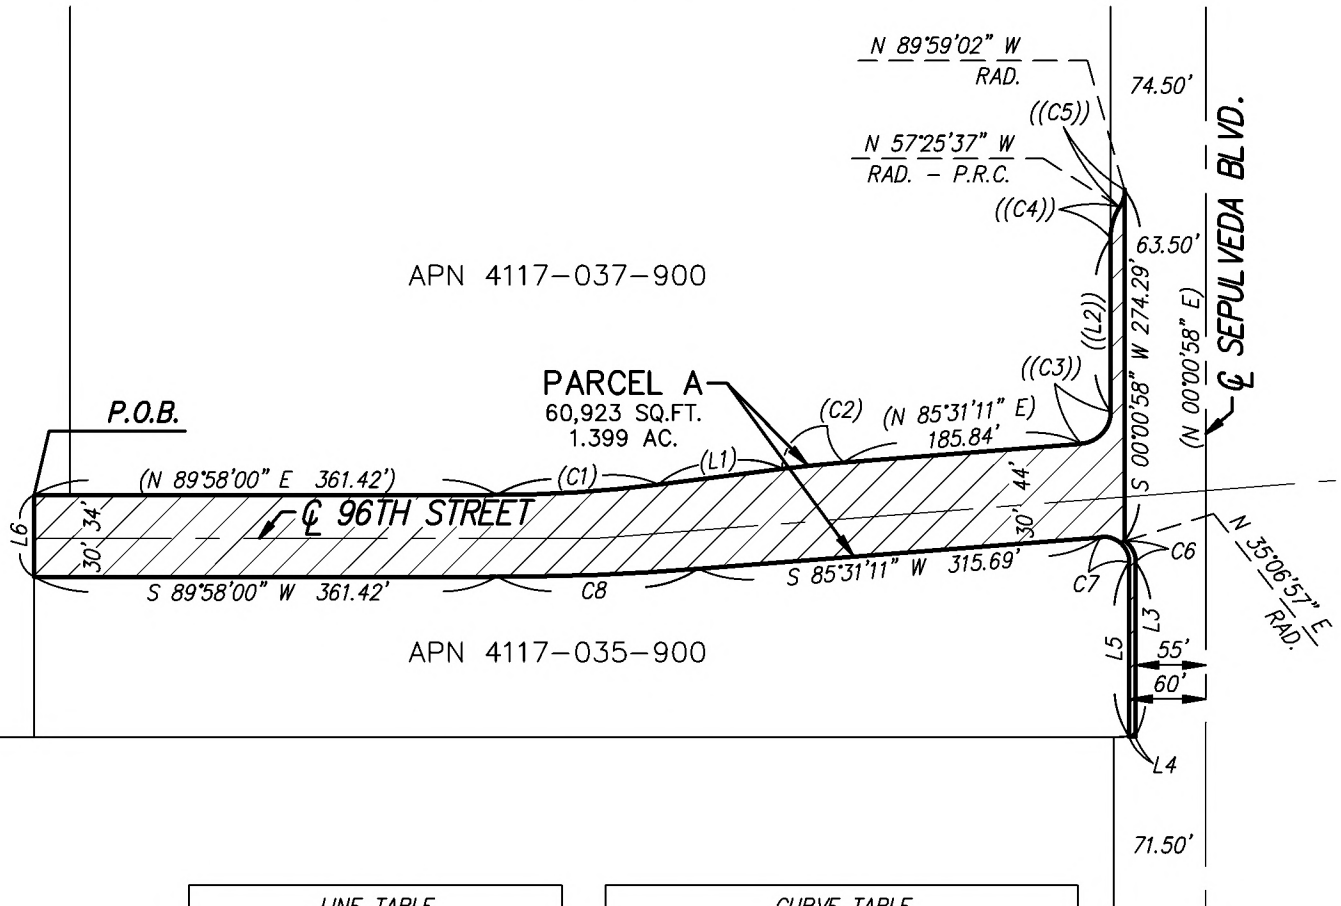 N 89°59'02" W
RAD.
74.50'
((C5))
N 57°25'37" W
RAD. - P.R.C.
((C4))
63.50'
℄ SEPULVEDA BLVD.
(N 00°00'58" E)
S 00°00'58" W 274.29'
((L2))
APN 4117-037-900
PARCEL A
60,923 SQ.FT.
1.399 AC.
((C3))
(C2)
(N 85°31'11" E)
185.84'
P.O.B.
(N 89°58'00" E 361.42')
(C1)
(L1)
L6
34'
30'
℄ 96TH STREET
44'
30'
S 89°58'00" W 361.42'
C8
S 85°31'11" W 315.69'
C7
C6
N 35°06'57" E
RAD.
APN 4117-035-900
L5
L3
55'
60'
L4
71.50'
LINE TABLE
CURVE TABLE